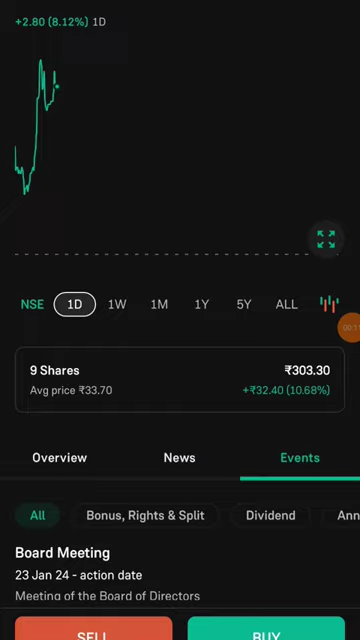 +2.80 (8.12%) 1D
NSE 1D 1W 1M 1Y 5Y ALL
9 Shares ₹303.30
Avg price ₹33.70 +₹32.40 (10.68%)
Overview News Events
All Bonus, Rights & Split Dividend
Board Meeting
23 Jan 24 - action date
Meeting of the Board of Directors
SELL BUY